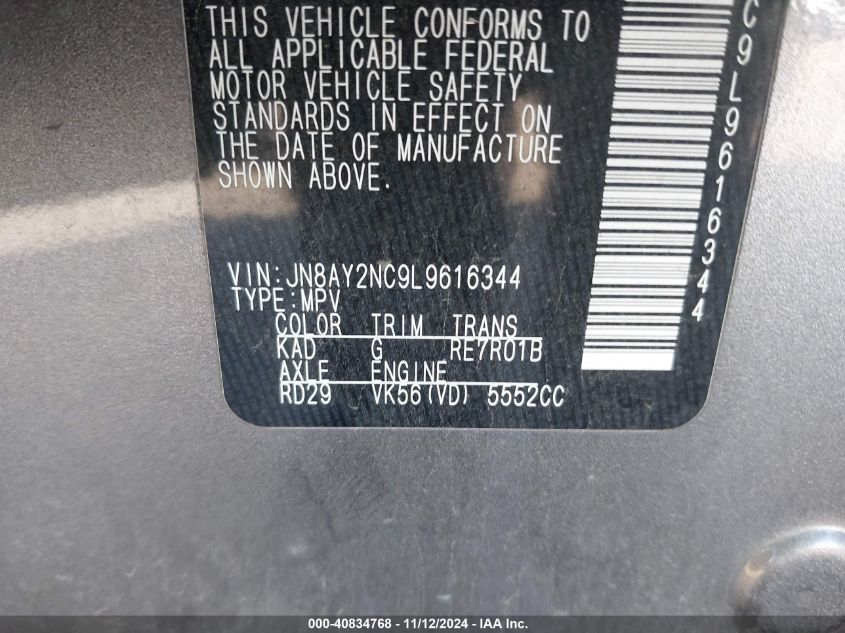 THIS VEHICLE CONFORMS TO
ALL APPLICABLE FEDERAL
MOTOR VEHICLE SAFETY
STANDARDS IN EFFECT ON
THE DATE OF MANUFACTURE
SHOWN ABOVE.
C9L9616344
VIN:JN8AY2NC9L9616344
TYPE:MPV
COLOR TRIM TRANS
KAD G RE7R01B
AXLE ENGINE
RD29 VK56(VD) 5552CC
000-40834768 - 11/12/2024 - IAA Inc.